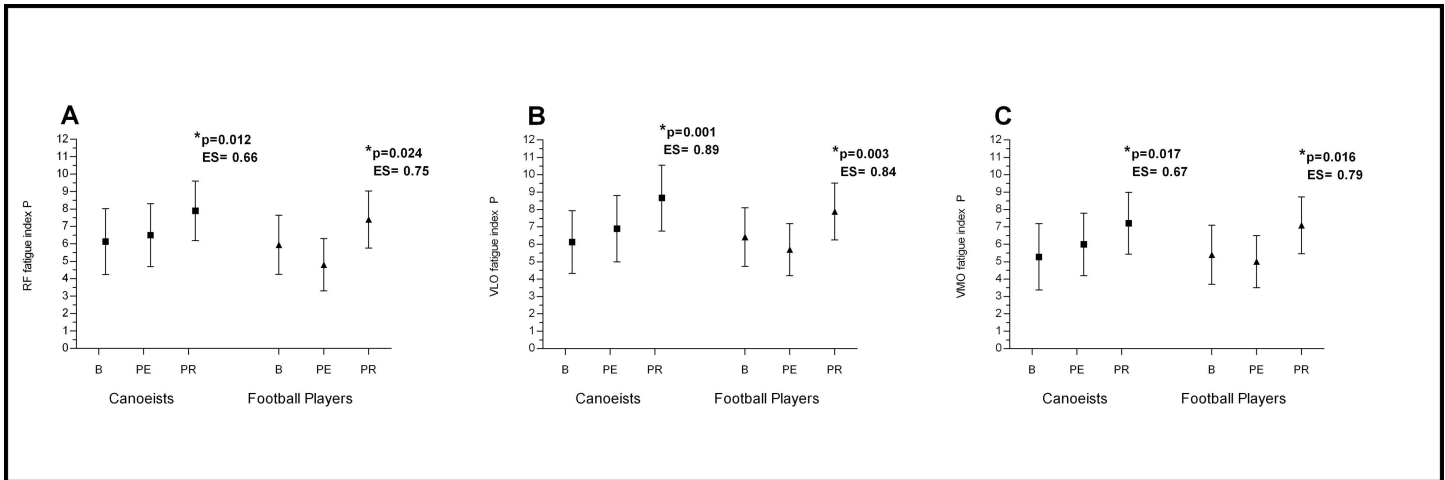 A
RF fatigue index P
12
11
10
9
8
7
6
5
4
3
2
1
0
*p=0.012
ES= 0.66
*p=0.024
ES= 0.75
B PE PR B PE PR
Canoeists Football Players
B
VLO fatigue index P
12
11
10
9
8
7
6
5
4
3
2
1
0
*p=0.001
ES= 0.89
*p=0.003
ES= 0.84
B PE PR B PE PR
Canoeists Football Players
C
VMO fatigue index P
12
11
10
9
8
7
6
5
4
3
2
1
0
*p=0.017
ES= 0.67
*p=0.016
ES= 0.79
B PE PR B PE PR
Canoeists Football Players